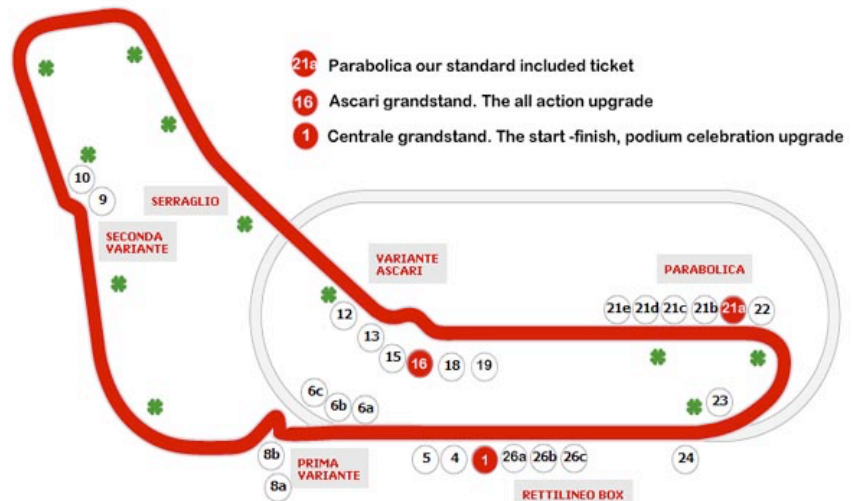 21a Parabolica our standard included ticket
16 Ascari grandstand. The all action upgrade
1 Centrale grandstand. The start -finish, podium celebration upgrade
10
9
SERRAGLIO
SECONDA
VARIANTE
VARIANTE
ASCARI
PARABOLICA
21e 21d 21c 21b 21a 22
12
13
15 16 18 19
6c 6b 6a
23
8b
8a
PRIMA
VARIANTE
5 4 1 26a 26b 26c 24
RETTILINEO BOX